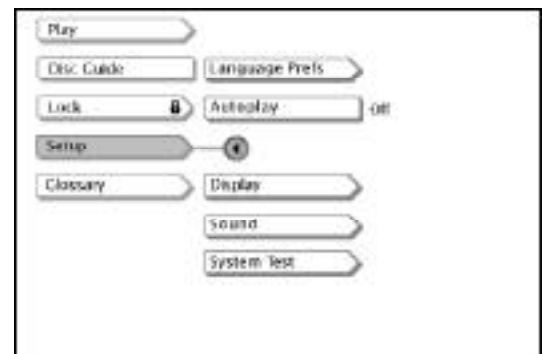 Play
Disc Guide
Language Prefs
Lock
Autoplay
Off
Setup
Glossary
Display
Sound
System Test